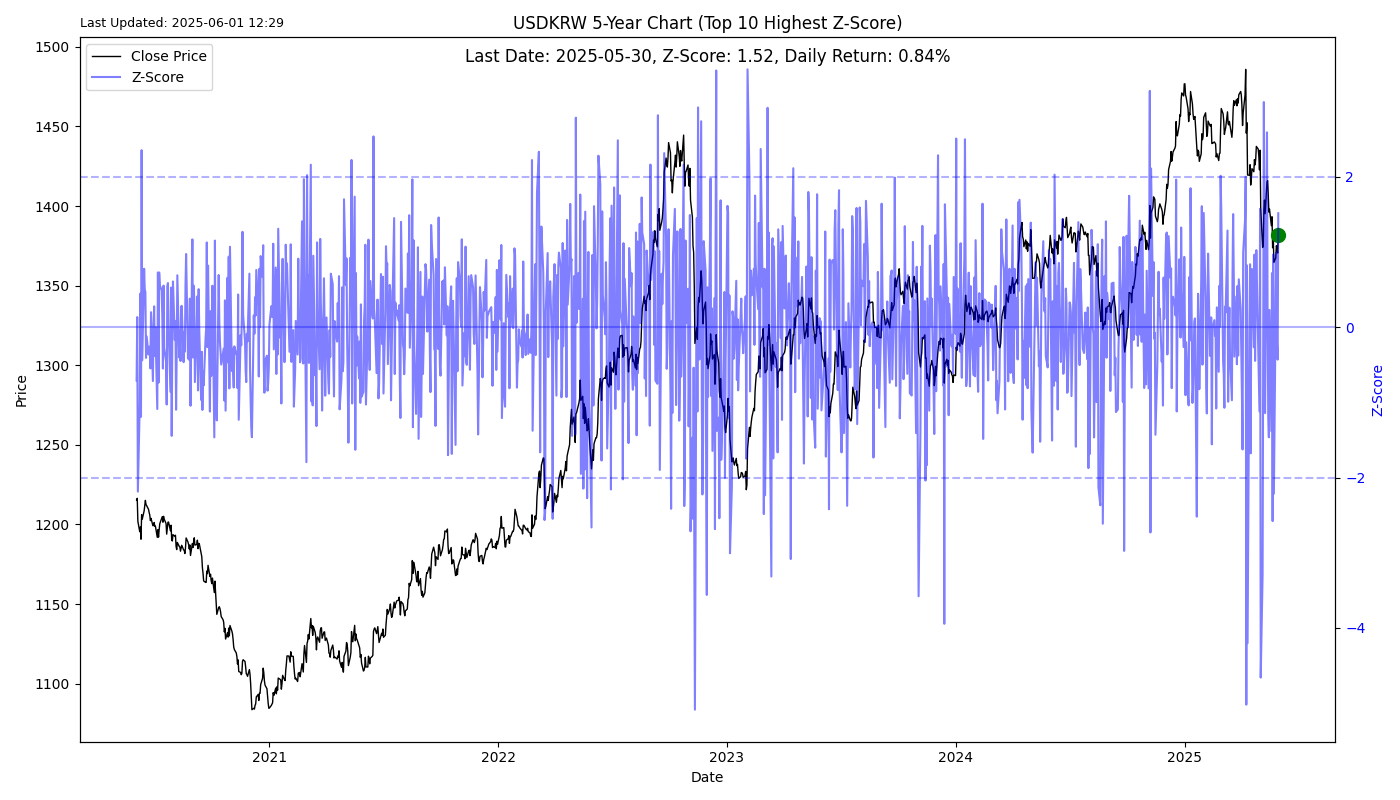 Last Updated: 2025-06-01 12:29
USDKRW 5-Year Chart (Top 10 Highest Z-Score)
Last Date: 2025-05-30, Z-Score: 1.52, Daily Return: 0.84%
Close Price
Z-Score
1500
1450
1400
1350
1300
1250
1200
1150
1100
Price
2
0
−2
−4
Z-Score
2021
2022
2023
2024
2025
Date